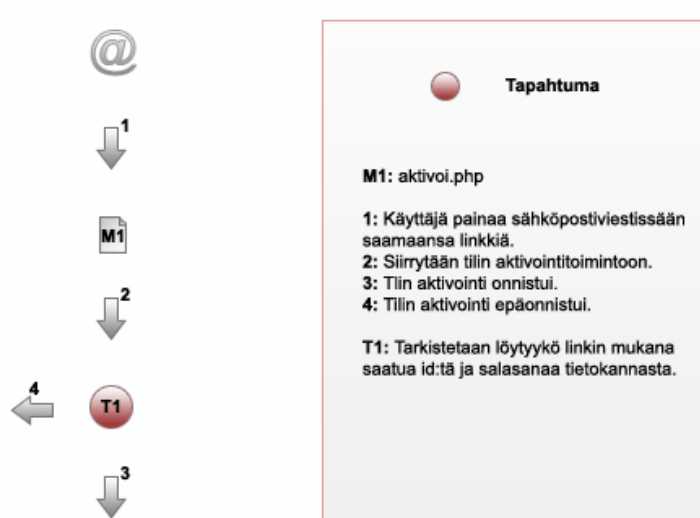 @
1
M1
2
4
T1
3
Tapahtuma
M1: aktivoi.php
1: Käyttäjä painaa sähköpostiviestissään
saamaansa linkkiä.
2: Siirrytään tilin aktivointitoimintoon.
3: Tlin aktivointi onnistui.
4: Tilin aktivointi epäonnistui.
T1: Tarkistetaan löytyykö linkin mukana
saatua id:tä ja salasanaa tietokannasta.